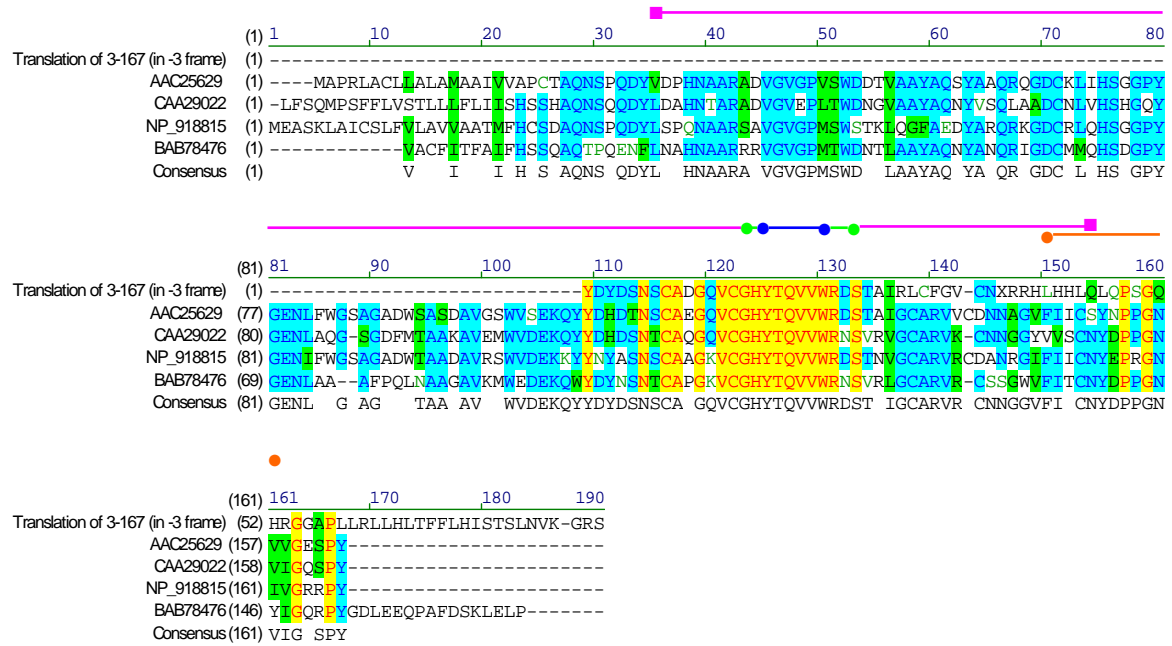 (1) 1 10 20 30 40 50 60 70 80
Translation of 3-167 (in -3 frame) (1) --------------------------------------------------------------------------------
AAC25629 (1) ----MAPRLACLLALAMAAIVVAPCTAQNSPQDYVDPHNAARADVGVGPVSWDDTVAAYAQSYAAQRQGDCKLIHSGGPY
CAA29022 (1) -LFSQMPSFFLVSTLLLFLIISHSSHAQNSQQDYLDAHNTARADVGVEPLTWDNGVAAYAQNYVSQLAADCNLVHSHGQY
NP_918815 (1) MEASKLAICSLFVLAVVAATMFHCSDAQNSPQDYLSPQNAARSAVGVGPMSWSTKLQGFAEDYARQRKGDCRLQHSGGPY
BAB78476 (1) VACFITFAIFHSSQAQTPQENFLNAHNAARRRVGVGPMTWDNTLAAYAQNYANQRIGDCMMQHSDGPY
Consensus (1) V I I H S AQNS QDYL HNAARA VGVGPMSWD LAAYAQ YA QR GDC L HS GPY
(81) 81 90 100 110 120 130 140 150 160
Translation of 3-167 (in -3 frame) (1) ----------------------------YDYDSNSCADGQVCGHYTQVVWRDSTAIRLCFGV-CNXRRHLHHLQLQPSGQ
AAC25629 (77) GENLFWGSAGADWSASDAVGSWVSEKQYYDHDTNSCAEGQVCGHYTQVVWRDSTAIGCARVVCDNNAGVFIICSYNPPGN
CAA29022 (80) GENLAQG-SGDFMTAAKAVEMWVDEKQYYDHDSNTCAQGQVCGHYTQVVWRNSVRVGCARVK-CNNGGYVVSCNYDPPGN
NP_918815 (81) GENIFWGSAGADWTAADAVRSWVDEKKYYNYASNSCAAGKVCGHYTQVVWRDSTNVGCARVRCDANRGIFIICNYEPRGN
BAB78476 (69) GENLAA--AFPQLNAAGAVKMWEDEKQWYDYNSNTCAPGKVCGHYTQVVWRNSVRLGCARVR-CSSGWVFITCNYDPPGN
Consensus (81) GENL G AG TAA AV WVDEKQYYDYDSNSCA GQVCGHYTQVVWRDST IGCARVR CNNGGVFI CNYDPPGN
(161) 161 170 180 190
Translation of 3-167 (in -3 frame) (52) HRGGAPLLRLLHLTFFLHISTSLNVK-GRS
AAC25629 (157) VVGESPY-----------------------
CAA29022 (158) VIGQSPY-----------------------
NP_918815 (161) IVGRRPY-----------------------
BAB78476 (146) YIGQRPYGDLEEQPAFDSKLELP-------
Consensus (161) VIG SPY